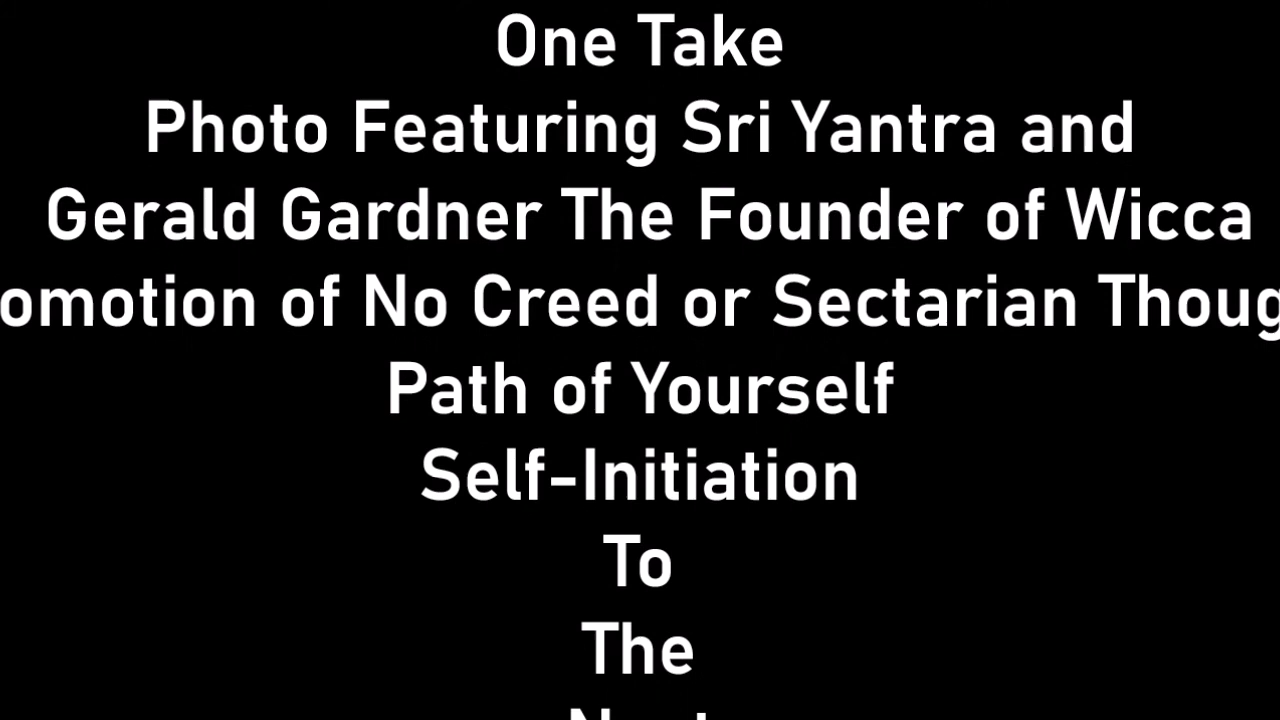 One Take
Photo Featuring Sri Yantra and
Gerald Gardner The Founder of Wicca
omotion of No Creed or Sectarian Thoug
Path of Yourself
Self-Initiation
To
The